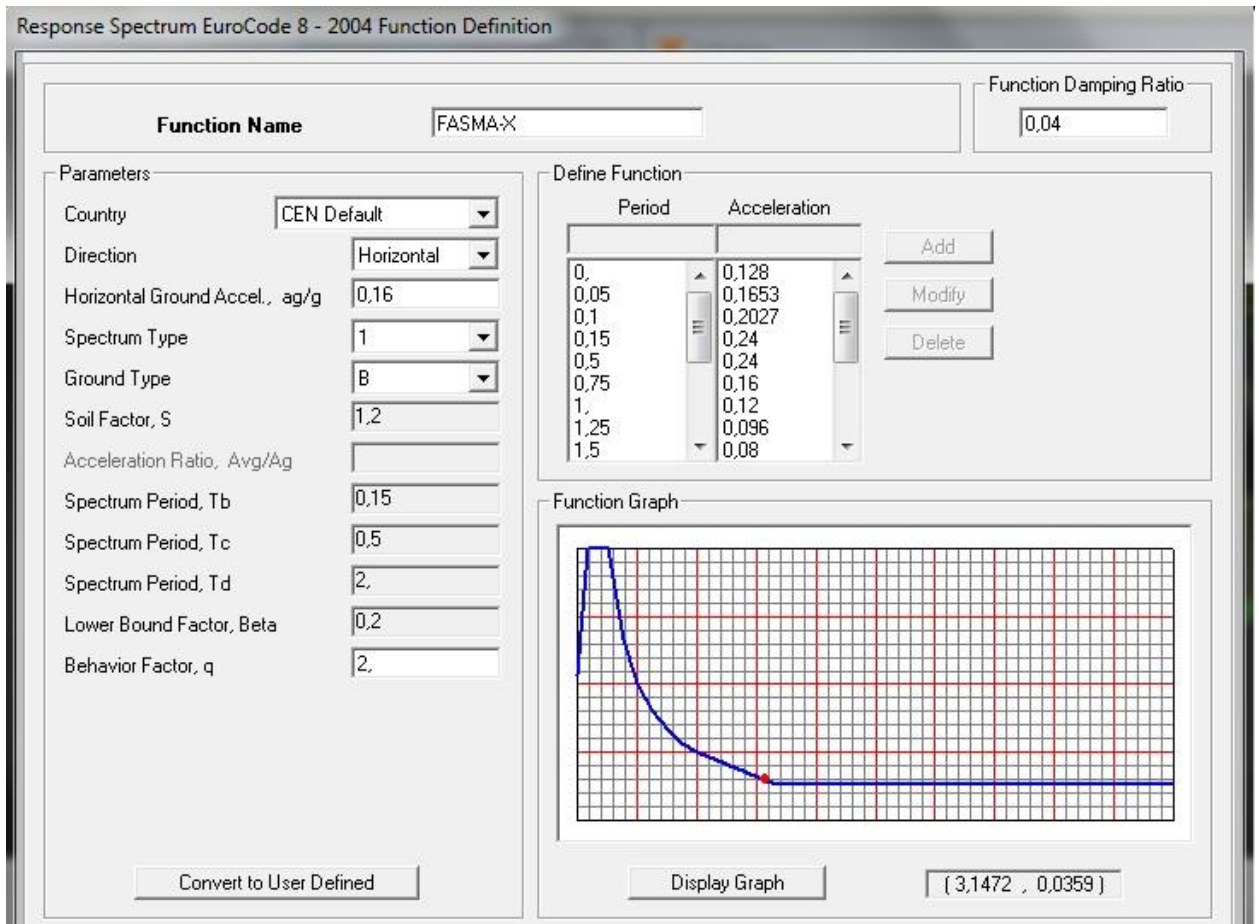 Response Spectrum EuroCode 8 - 2004 Function Definition
Function Name
FASMA-X
Function Damping Ratio
0,04
Parameters
Country
CEN Default
Direction
Horizontal
Horizontal Ground Accel., ag/g
0,16
Spectrum Type
1
Ground Type
B
Soil Factor, S
1,2
Acceleration Ratio, Avg/Ag
Spectrum Period, Tb
0,15
Spectrum Period, Tc
0,5
Spectrum Period, Td
2,
Lower Bound Factor, Beta
0,2
Behavior Factor, q
2,
Convert to User Defined
Define Function
Period Acceleration
0, 0,128
0,05 0,1653
0,1 0,2027
0,15 0,24
0,5 0,24
0,75 0,16
1, 0,12
1,25 0,096
1,5 0,08
Add
Modify
Delete
Function Graph
Display Graph
(3,1472 , 0,0359)